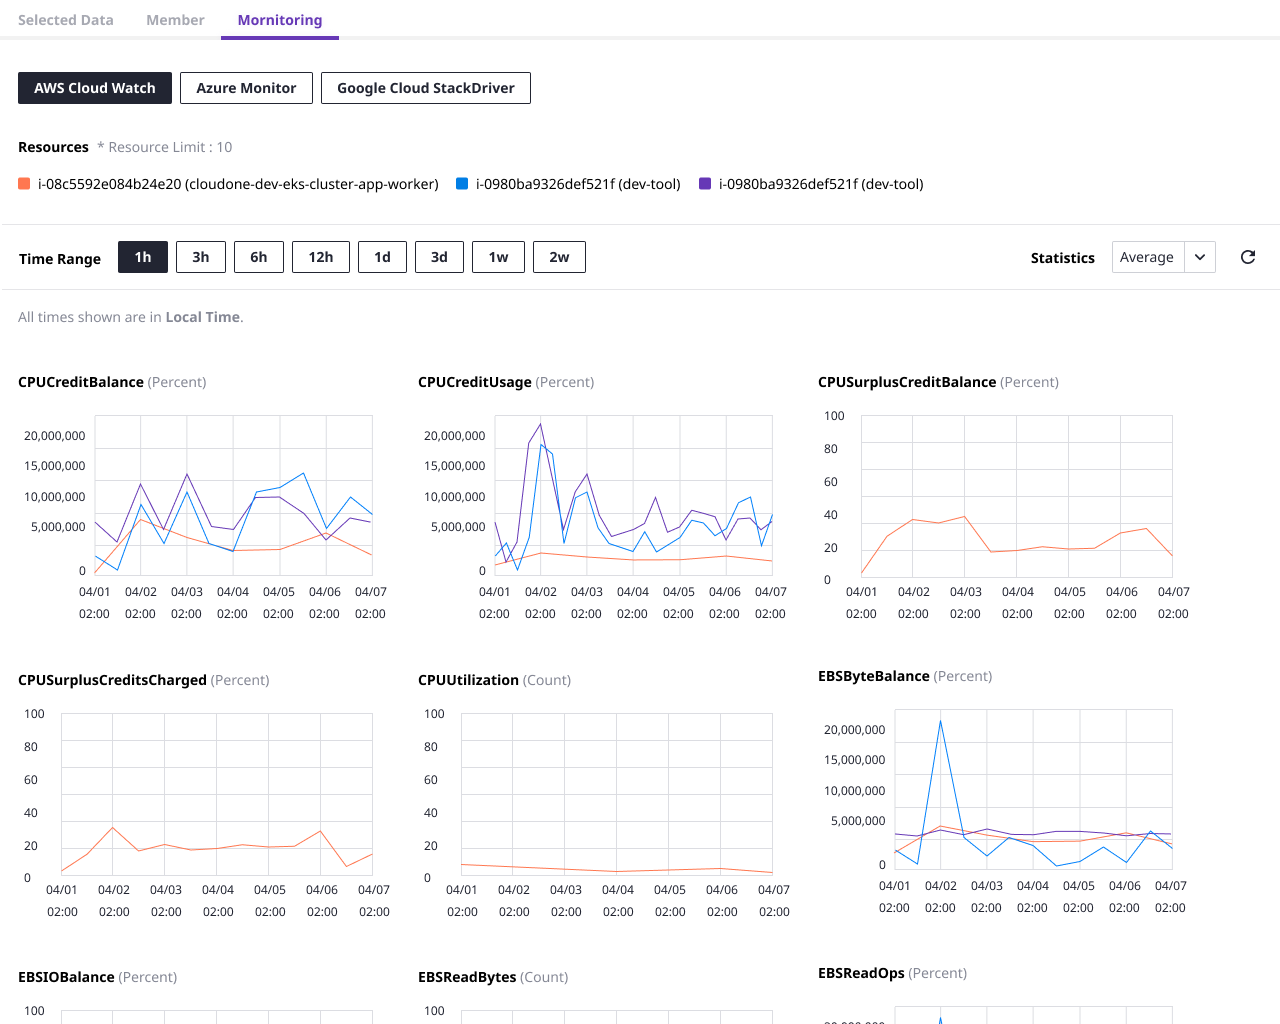 Selected Data Member Mornitoring
AWS Cloud Watch Azure Monitor Google Cloud StackDriver
Resources * Resource Limit : 10
i-08c5592e084b24e20 (cloudone-dev-eks-cluster-app-worker) i-0980ba9326def521f (dev-tool) i-0980ba9326def521f (dev-tool)
Time Range 1h 3h 6h 12h 1d 3d 1w 2w Statistics Average
All times shown are in Local Time.
CPUCreditBalance (Percent)
20,000,000
15,000,000
10,000,000
5,000,000
0
04/01 04/02 04/03 04/04 04/05 04/06 04/07
02:00 02:00 02:00 02:00 02:00 02:00 02:00
CPUCreditUsage (Percent)
20,000,000
15,000,000
10,000,000
5,000,000
0
04/01 04/02 04/03 04/04 04/05 04/06 04/07
02:00 02:00 02:00 02:00 02:00 02:00 02:00
CPUSurplusCreditBalance (Percent)
100
80
60
40
20
0
04/01 04/02 04/03 04/04 04/05 04/06 04/07
02:00 02:00 02:00 02:00 02:00 02:00 02:00
CPUSurplusCreditsCharged (Percent)
100
80
60
40
20
0
04/01 04/02 04/03 04/04 04/05 04/06 04/07
02:00 02:00 02:00 02:00 02:00 02:00 02:00
CPUUtilization (Count)
100
80
60
40
20
0
04/01 04/02 04/03 04/04 04/05 04/06 04/07
02:00 02:00 02:00 02:00 02:00 02:00 02:00
EBSByteBalance (Percent)
20,000,000
15,000,000
10,000,000
5,000,000
0
04/01 04/02 04/03 04/04 04/05 04/06 04/07
02:00 02:00 02:00 02:00 02:00 02:00 02:00
EBSIOBalance (Percent)
100
EBSReadBytes (Count)
100
EBSReadOps (Percent)
20,000,000